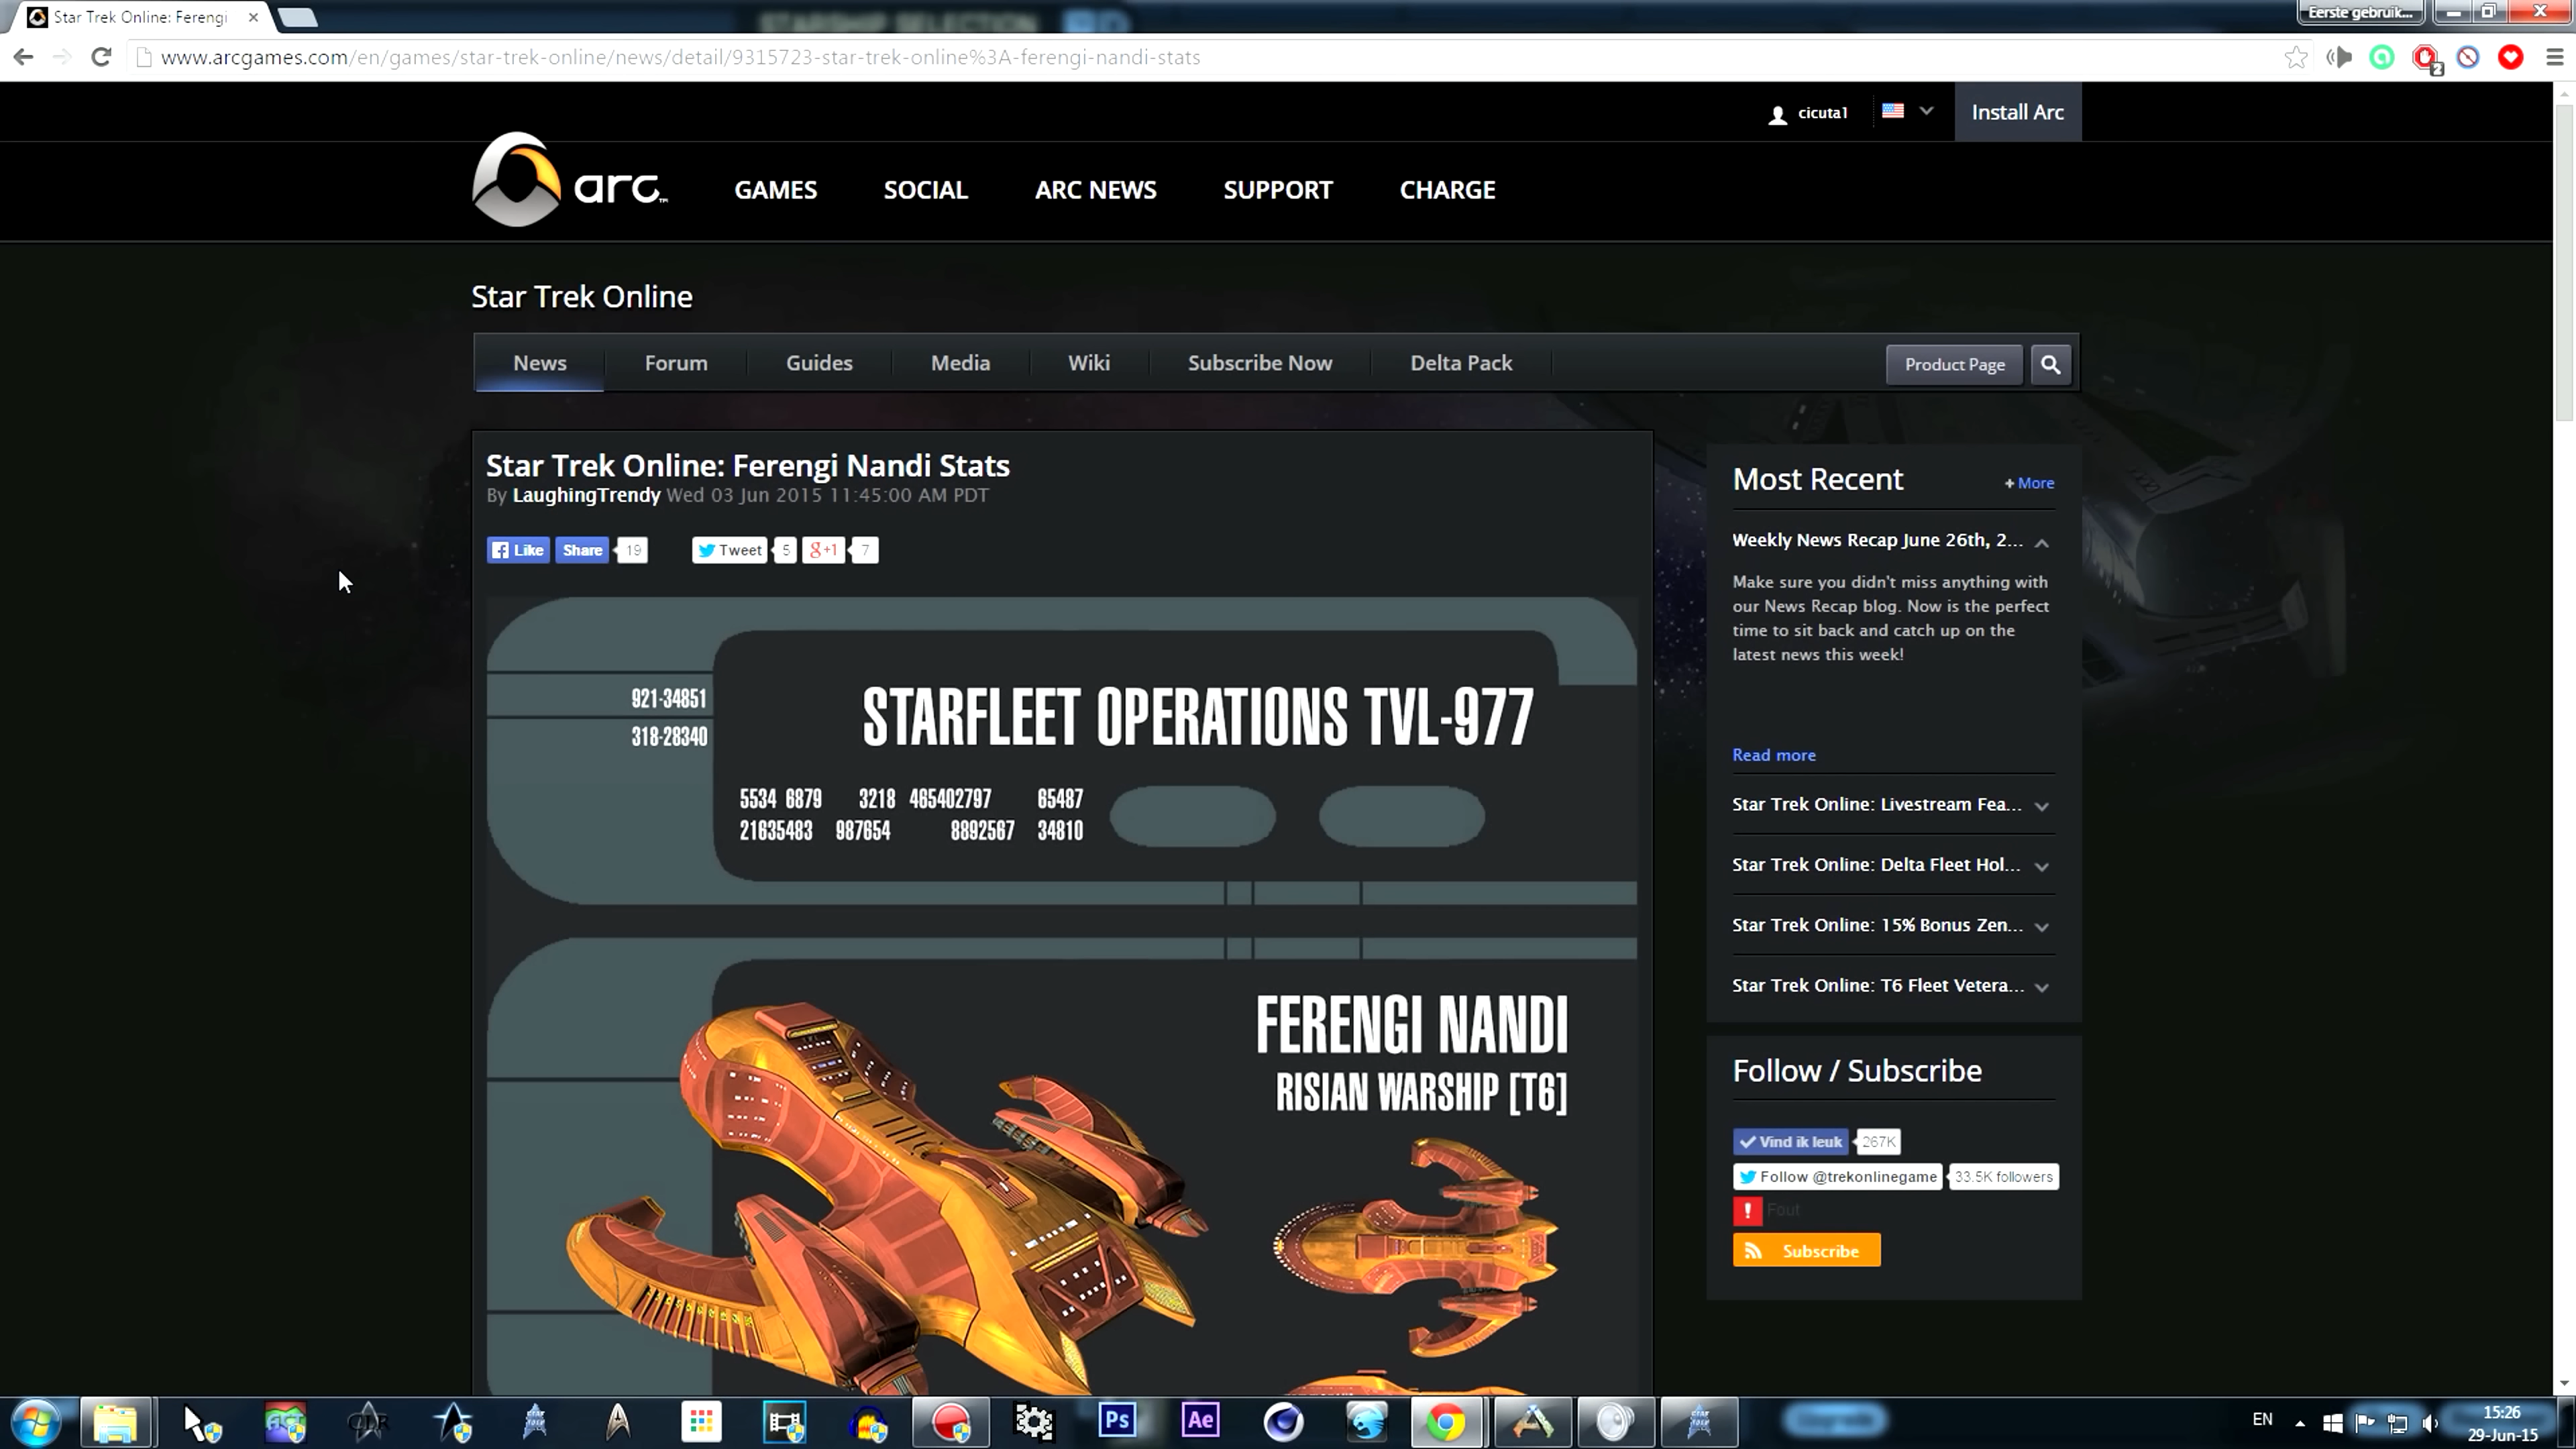 Star Trek Online: Ferengi
STARSHIP SELECTION
Eerste gebruik...
www.arcgames.com/en/games/star-trek-online/news/detail/9315723-star-trek-online%3A-ferengi-nandi-stats
2
cicuta1
Install Arc
arc™
GAMES
SOCIAL
ARC NEWS
SUPPORT
CHARGE
Star Trek Online
News
Forum
Guides
Media
Wiki
Subscribe Now
Delta Pack
Product Page
Star Trek Online: Ferengi Nandi Stats
By LaughingTrendy Wed 03 Jun 2015 11:45:00 AM PDT
Like
Share
19
Tweet
5
g+1
7
921-34851
318-28340
STARFLEET OPERATIONS TVL-977
5534 6879 3218 465402797 65487
21635483 987654 8892567 34810
FERENGI NANDI
RISIAN WARSHIP [T6]
Most Recent
+ More
Weekly News Recap June 26th, 2...
Make sure you didn't miss anything with
our News Recap blog. Now is the perfect
time to sit back and catch up on the
latest news this week!
Read more
Star Trek Online: Livestream Fea...
Star Trek Online: Delta Fleet Hol...
Star Trek Online: 15% Bonus Zen...
Star Trek Online: T6 Fleet Vetera...
Follow / Subscribe
Vind ik leuk
267K
Follow @trekonlinegame
33.5K followers
Fout
Subscribe
ACT
CLR
Ps
Ae
EN
15:26
29-Jun-15